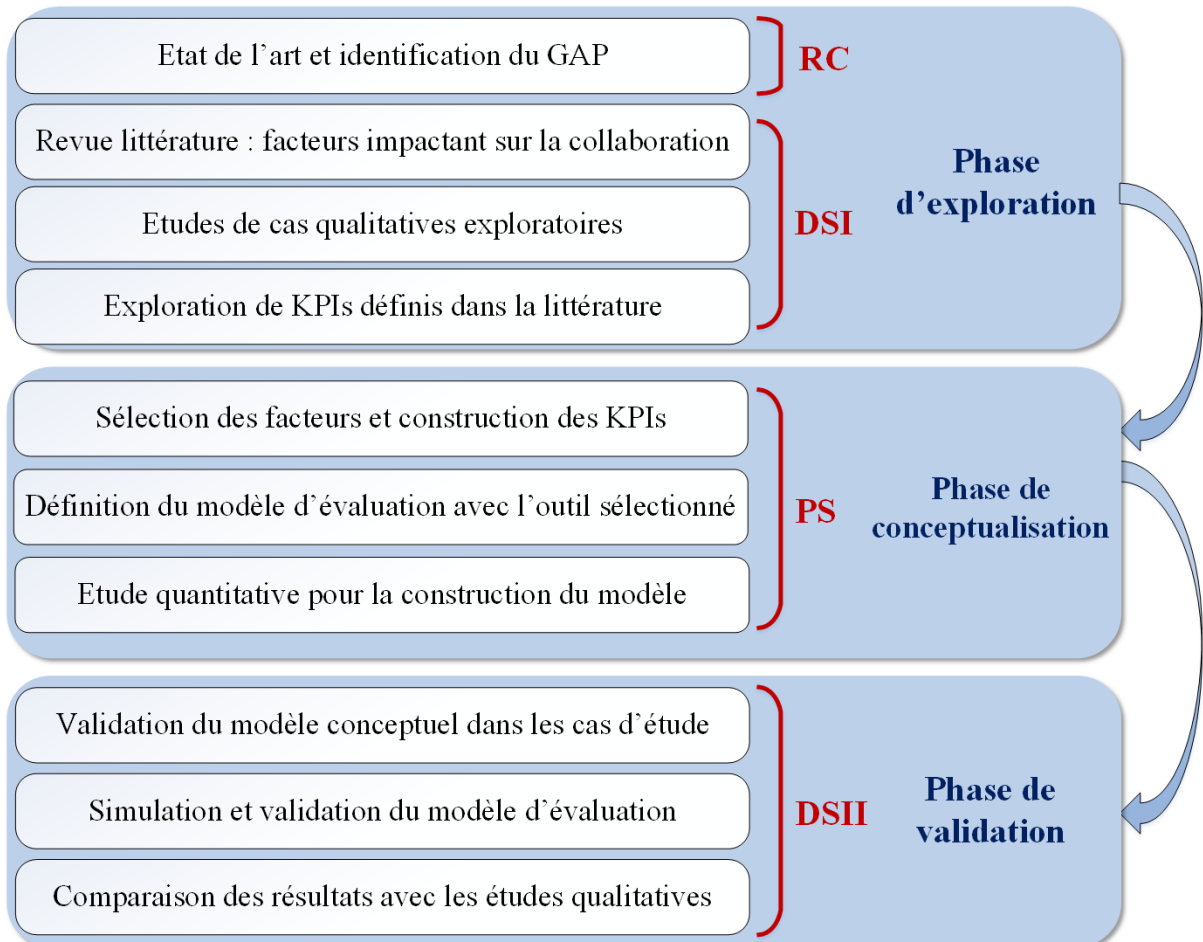 Etat de l’art et identification du GAP
RC
Revue littérature : facteurs impactant sur la collaboration
Etudes de cas qualitatives exploratoires
Exploration de KPIs définis dans la littérature
DSI
Phase
d’exploration
Sélection des facteurs et construction des KPIs
Définition du modèle d’évaluation avec l’outil sélectionné
Etude quantitative pour la construction du modèle
PS
Phase de
conceptualisation
Validation du modèle conceptuel dans les cas d’étude
Simulation et validation du modèle d’évaluation
Comparaison des résultats avec les études qualitatives
DSII
Phase de
validation